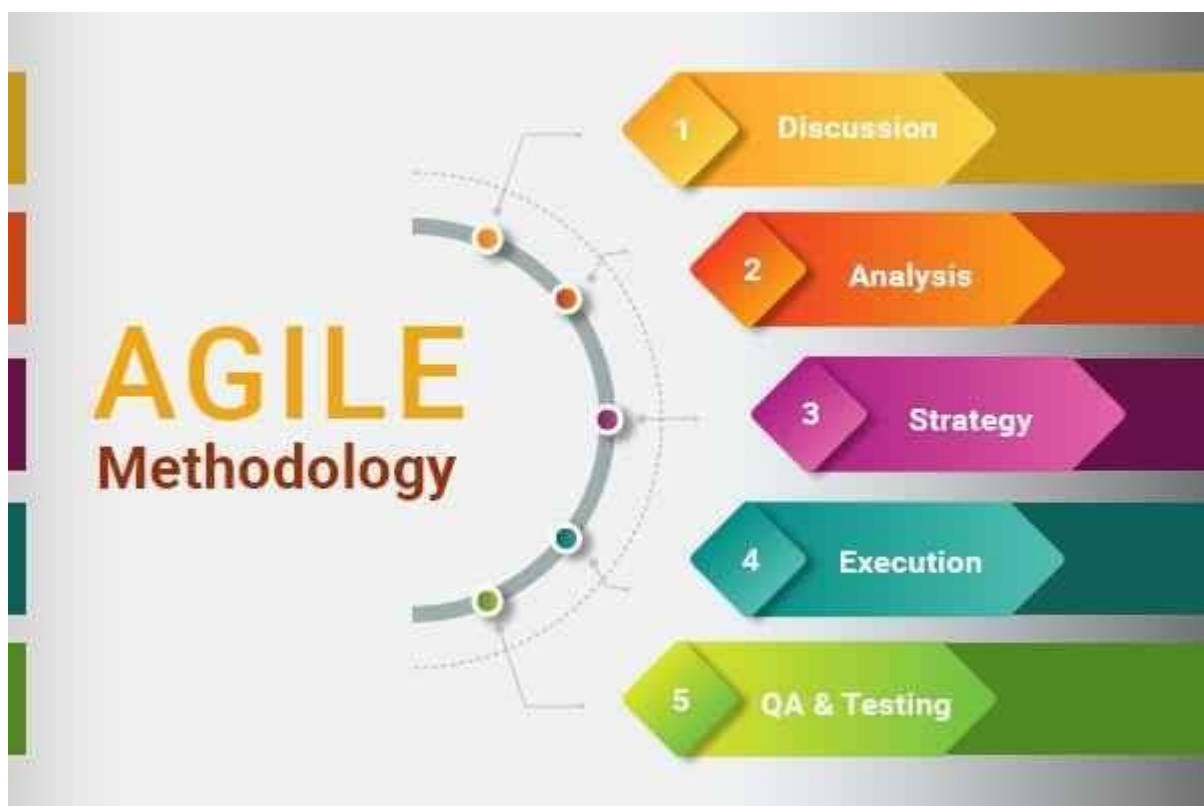 AGILE
Methodology
1 Discussion
2 Analysis
3 Strategy
4 Execution
5 QA & Testing